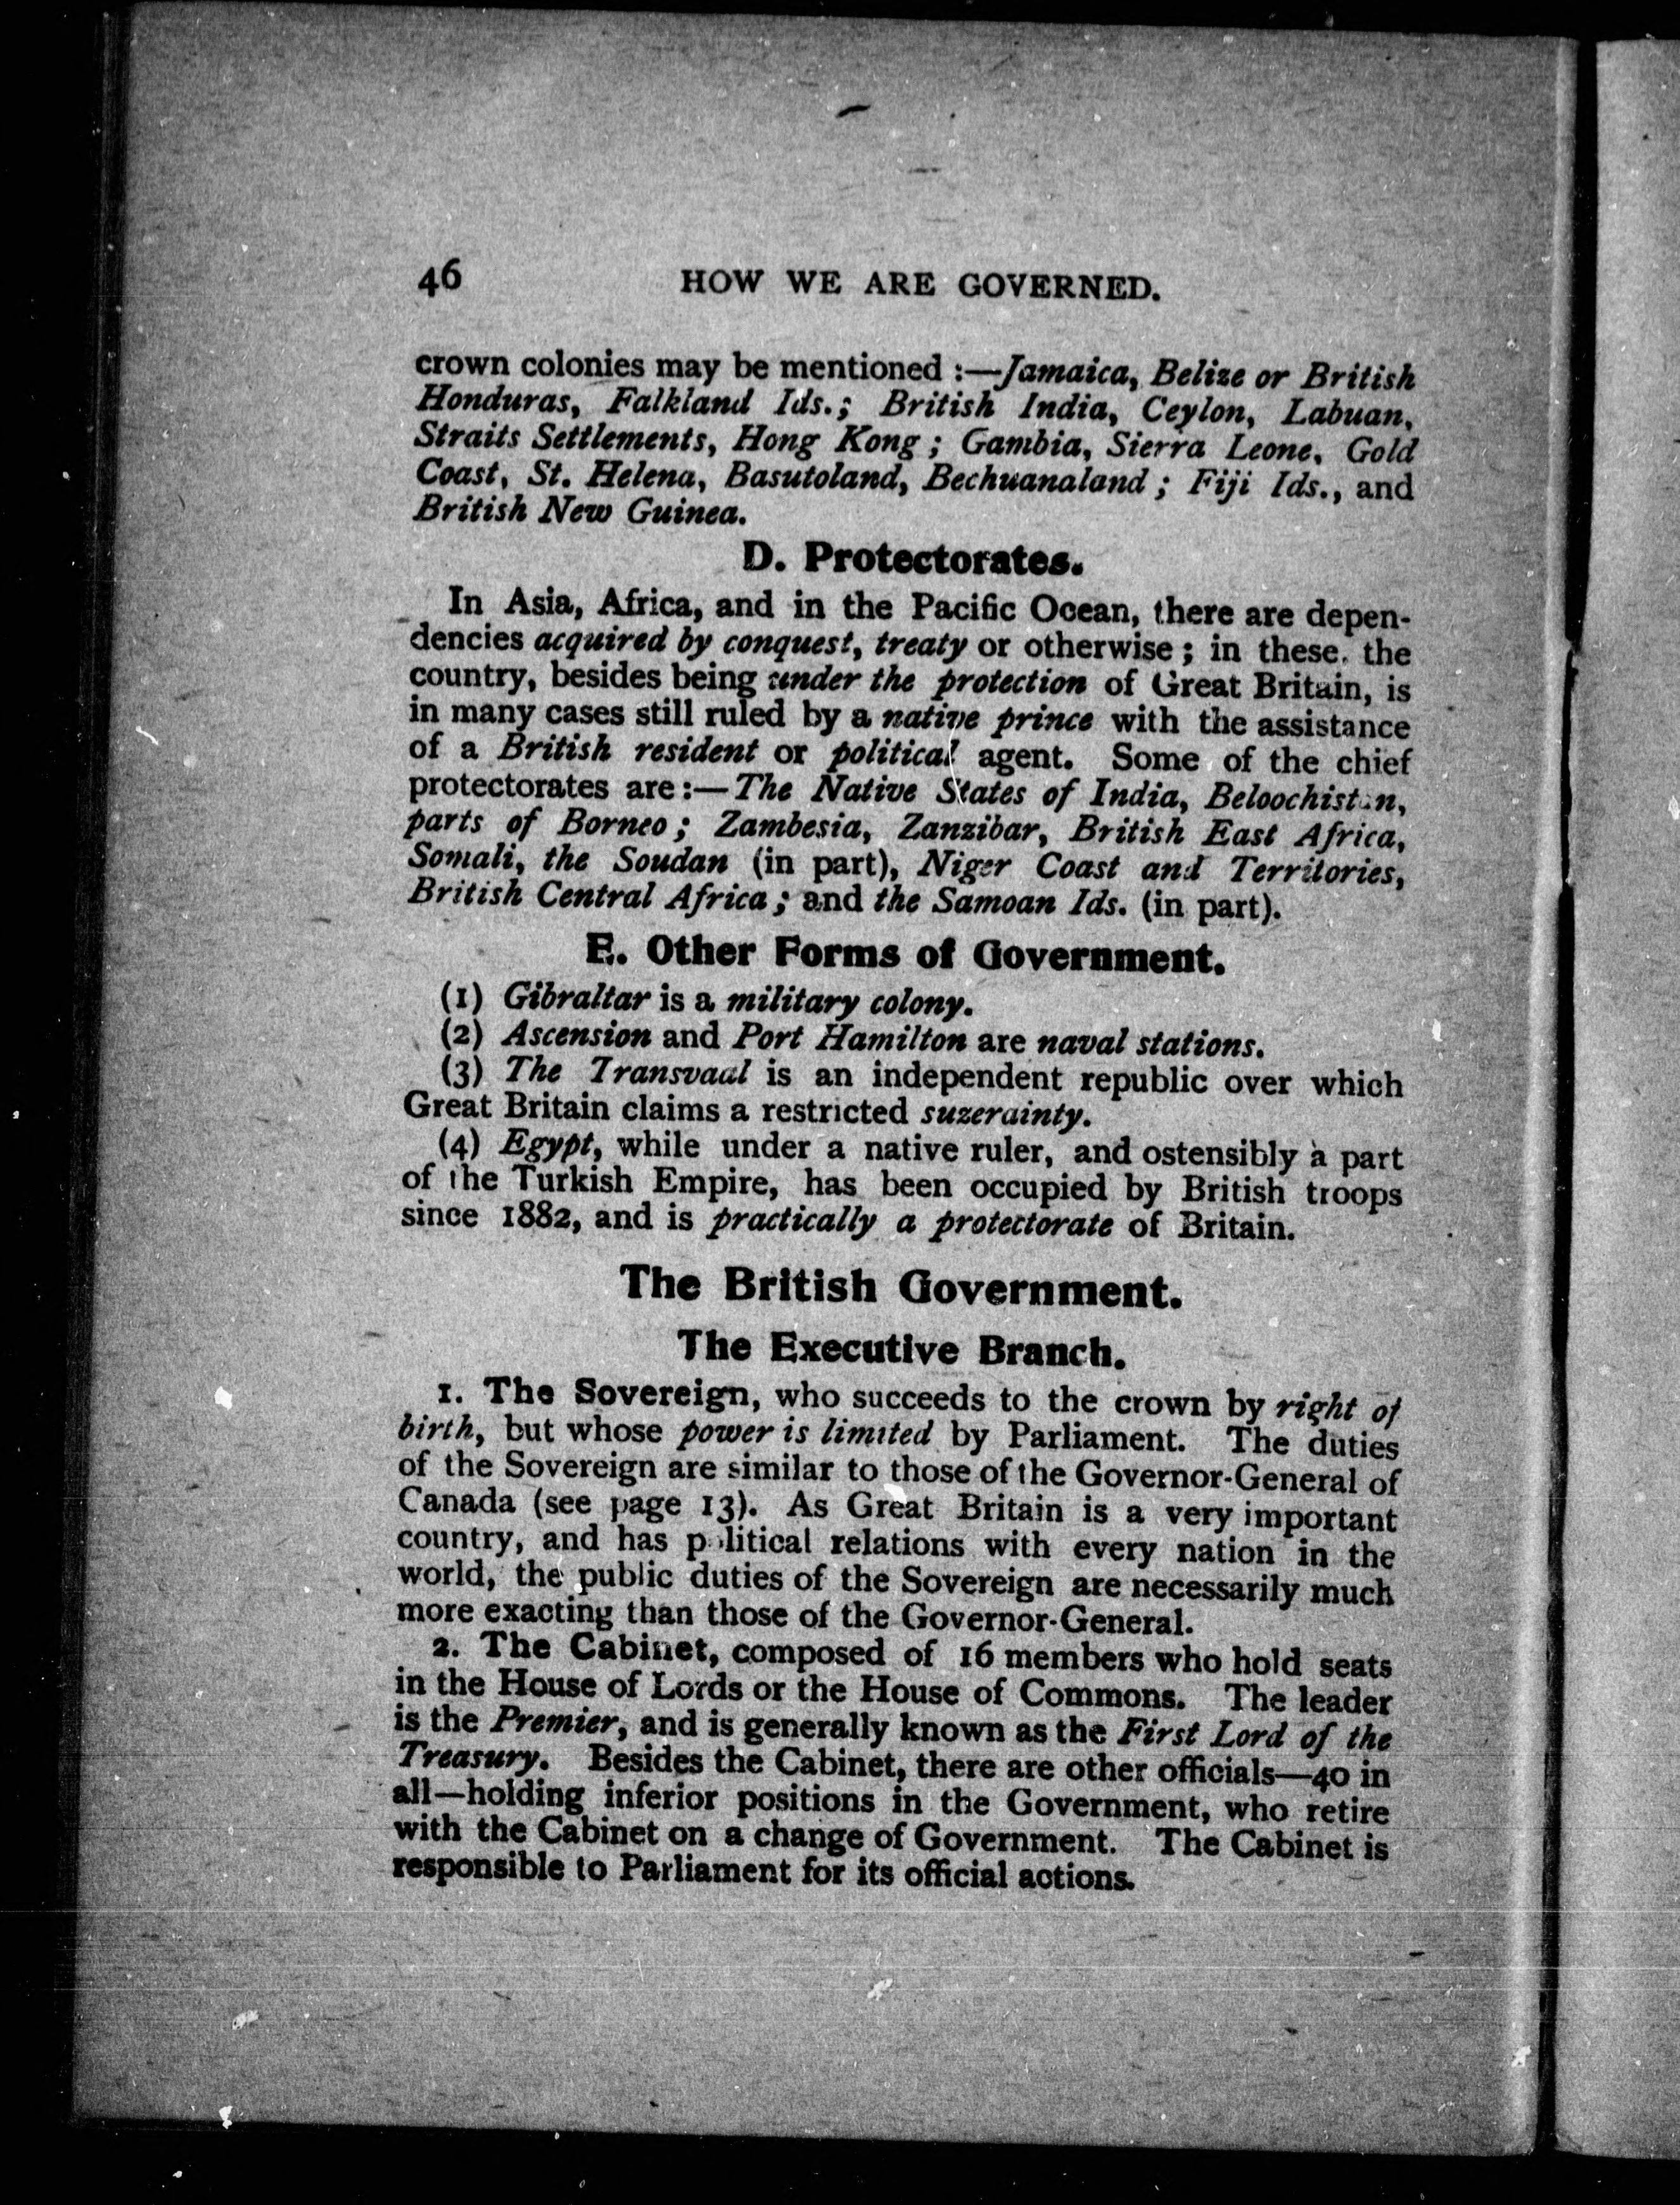 46 HOW WE ARE GOVERNED.
crown colonies may be mentioned :—Jamaica, Belize or British
Honduras, Falkland Ids.; British India, Ceylon, Labuan,
Straits Settlements, Hong Kong ; Gambia, Sierra Leone, Gold
Coast, St. Helena, Basutoland, Bechuanaland ; Fiji Ids., and
British New Guinea.
D. Protectorates.
In Asia, Africa, and in the Pacific Ocean, there are depen-
dencies acquired by conquest, treaty or otherwise ; in these, the
country, besides being under the protection of Great Britain, is
in many cases still ruled by a native prince with the assistance
of a British resident or political agent. Some of the chief
protectorates are :—The Native States of India, Beloochistan,
parts of Borneo ; Zambesia, Zanzibar, British East Africa,
Somali, the Soudan (in part), Niger Coast and Territories,
British Central Africa ; and the Samoan Ids. (in part).
E. Other Forms of Government.
(1) Gibraltar is a military colony.
(2) Ascension and Port Hamilton are naval stations.
(3) The Transvaal is an independent republic over which
Great Britain claims a restricted suzerainty.
(4) Egypt, while under a native ruler, and ostensibly a part
of the Turkish Empire, has been occupied by British troops
since 1882, and is practically a protectorate of Britain.
The British Government.
The Executive Branch.
1. The Sovereign, who succeeds to the crown by right of
birth, but whose power is limited by Parliament. The duties
of the Sovereign are similar to those of the Governor-General of
Canada (see page 13). As Great Britain is a very important
country, and has political relations with every nation in the
world, the public duties of the Sovereign are necessarily much
more exacting than those of the Governor-General.
2. The Cabinet, composed of 16 members who hold seats
in the House of Lords or the House of Commons. The leader
is the Premier, and is generally known as the First Lord of the
Treasury. Besides the Cabinet, there are other officials—40 in
all—holding inferior positions in the Government, who retire
with the Cabinet on a change of Government. The Cabinet is
responsible to Parliament for its official actions.